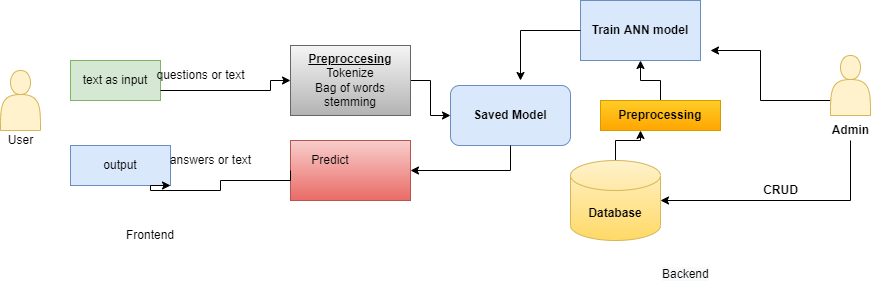 Train ANN model
text as input
questions or text
Preproccesing
Tokenize
Bag of words
stemming
Saved Model
Preprocessing
Admin
User
output
answers or text
Predict
CRUD
Database
Frontend
Backend